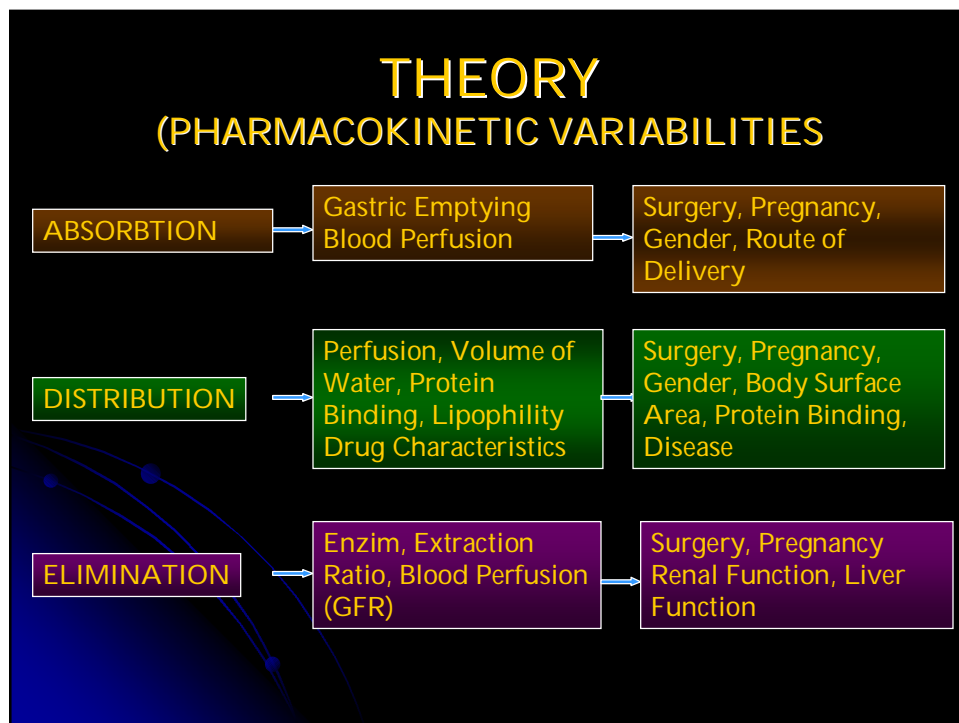 THEORY
(PHARMACOKINETIC VARIABILITIES
ABSORBTION
Gastric Emptying
Blood Perfusion
Surgery, Pregnancy,
Gender, Route of
Delivery
DISTRIBUTION
Perfusion, Volume of
Water, Protein
Binding, Lipophility
Drug Characteristics
Surgery, Pregnancy,
Gender, Body Surface
Area, Protein Binding,
Disease
ELIMINATION
Enzim, Extraction
Ratio, Blood Perfusion
(GFR)
Surgery, Pregnancy
Renal Function, Liver
Function